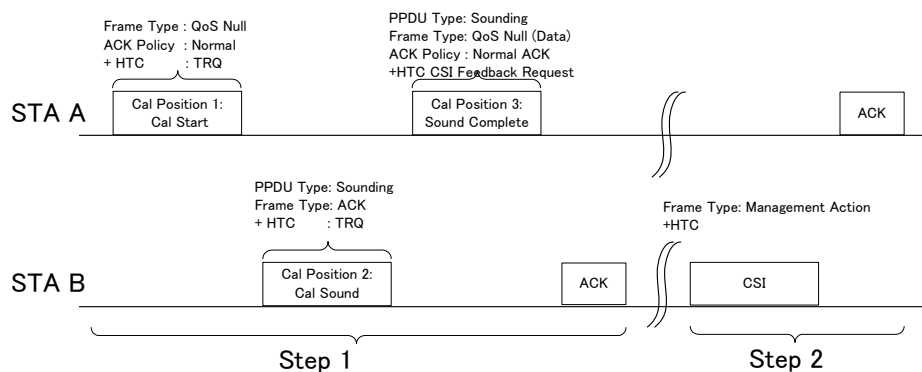 Frame Type : QoS Null
ACK Policy : Normal
+ HTC : TRQ
PPDU Type: Sounding
Frame Type: QoS Null (Data)
ACK Policy : Normal ACK
+HTC CSI Feedback Request
STA A
Cal Position 1:
Cal Start
Cal Position 3:
Sound Complete
ACK
PPDU Type: Sounding
Frame Type: ACK
+ HTC : TRQ
Frame Type: Management Action
+HTC
STA B
Cal Position 2:
Cal Sound
ACK
CSI
Step 1
Step 2